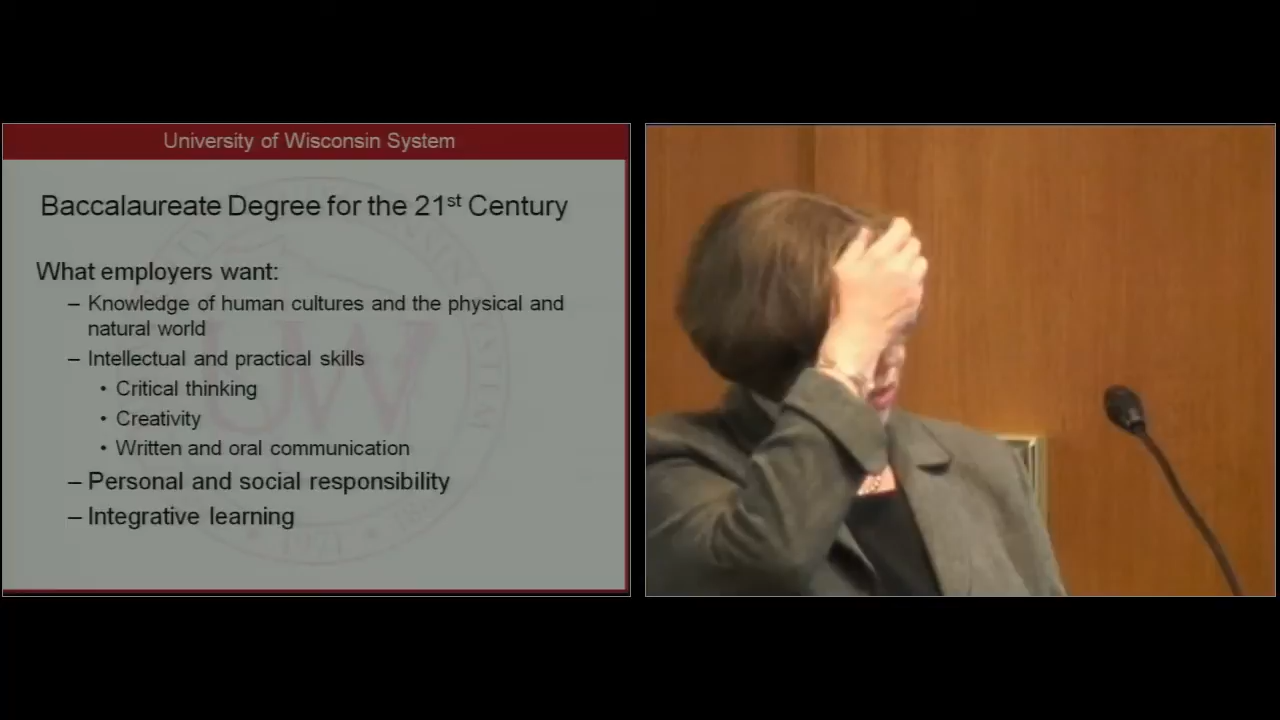 University of Wisconsin System
Baccalaureate Degree for the 21st Century
What employers want:
– Knowledge of human cultures and the physical and
natural world
– Intellectual and practical skills
• Critical thinking
• Creativity
• Written and oral communication
– Personal and social responsibility
– Integrative learning
UW